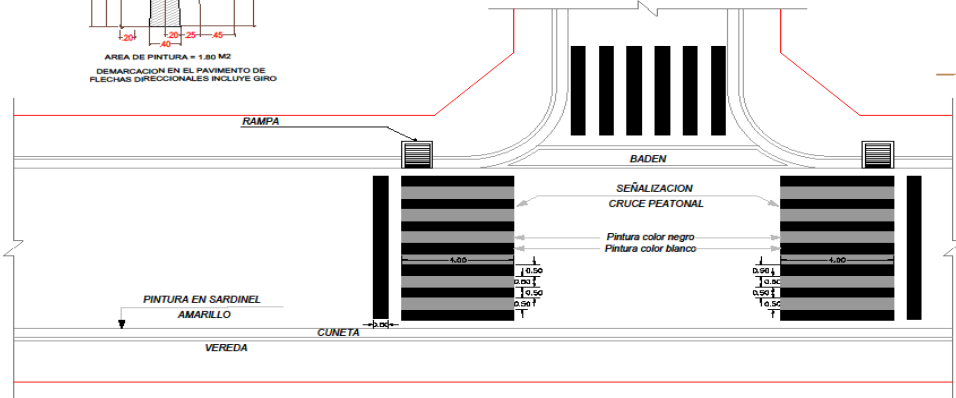 .20
.20
.25
.45
.40
AREA DE PINTURA = 1.80 M2
DEMARCACION EN EL PAVIMENTO DE
FLECHAS DIRECCIONALES INCLUYE GIRO
RAMPA
BADEN
SEÑALIZACION
CRUCE PEATONAL
Pintura color negro
Pintura color blanco
4.00
4.00
0.50
0.50
0.50
0.50
0.50
0.50
0.50
0.50
PINTURA EN SARDINEL
AMARILLO
CUNETA
VEREDA